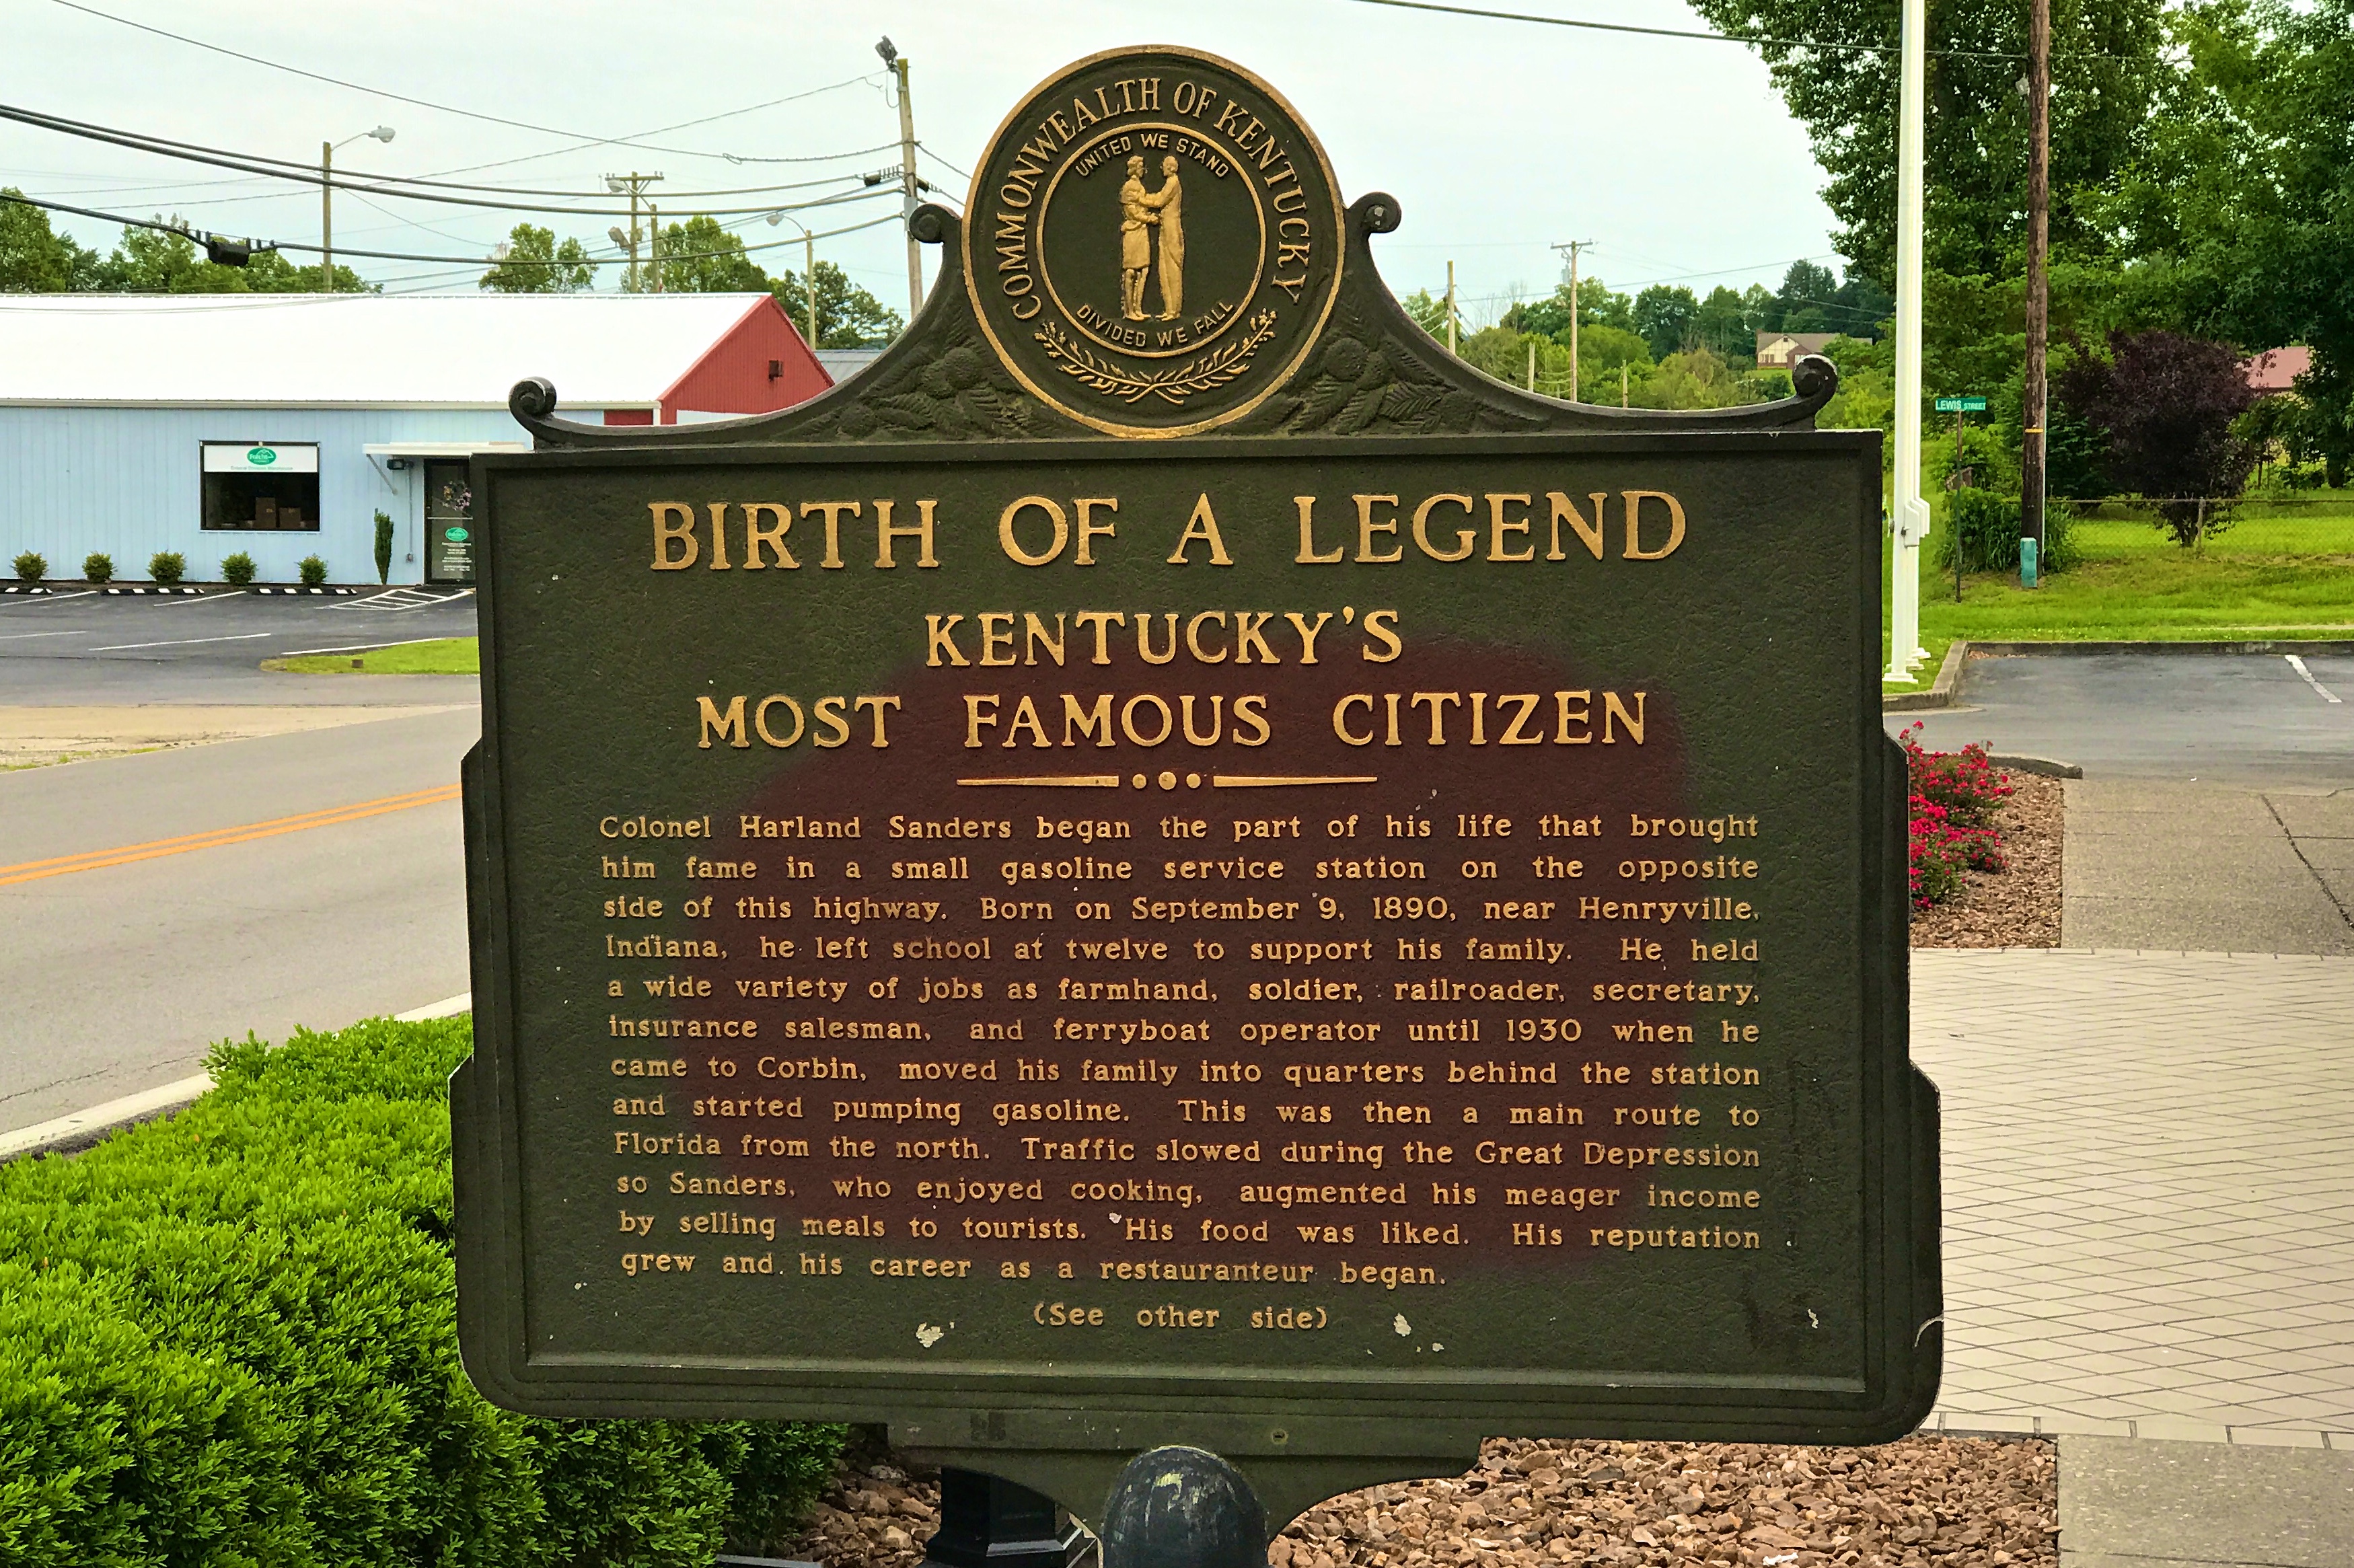 COMMONWEALTH OF KENTUCKY
UNITED WE STAND
DIVIDED WE FALL
BIRTH OF A LEGEND
KENTUCKY'S
MOST FAMOUS CITIZEN
Colonel Harland Sanders began the part of his life that brought
him fame in a small gasoline service station on the opposite
side of this highway. Born on September 9, 1890, near Henryville,
Indiana, he left school at twelve to support his family. He held
a wide variety of jobs as farmhand, soldier, railroader, secretary,
insurance salesman, and ferryboat operator until 1930 when he
came to Corbin, moved his family into quarters behind the station
and started pumping gasoline. This was then a main route to
Florida from the north. Traffic slowed during the Great Depression
so Sanders, who enjoyed cooking, augmented his meager income
by selling meals to tourists. His food was liked. His reputation
grew and his career as a restauranteur began.
(See other side)
LEWIS STREET